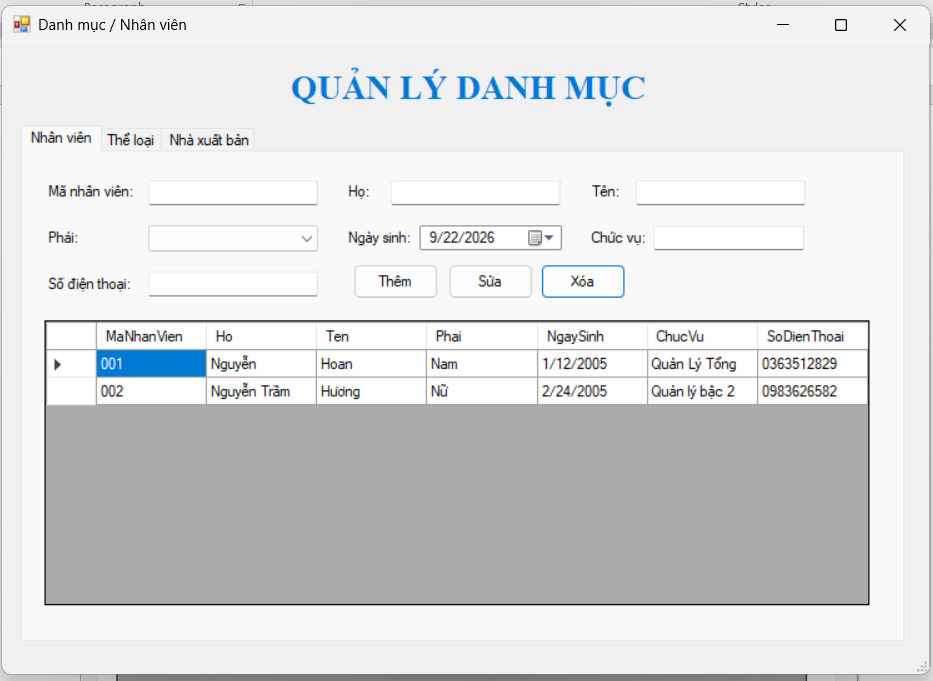 Danh mục / Nhân viên
QUẢN LÝ DANH MỤC
Nhân viên Thể loại Nhà xuất bản
Mã nhân viên: Họ: Tên:
Phái: Ngày sinh: 9/22/2026 Chức vụ:
Số điện thoại: Thêm Sửa Xóa
MaNhanVien Ho Ten Phai NgaySinh ChucVu SoDienThoai
001 Nguyễn Hoan Nam 1/12/2005 Quản Lý Tổng 0363512829
002 Nguyễn Trầm Hương Nữ 2/24/2005 Quản lý bậc 2 0983626582